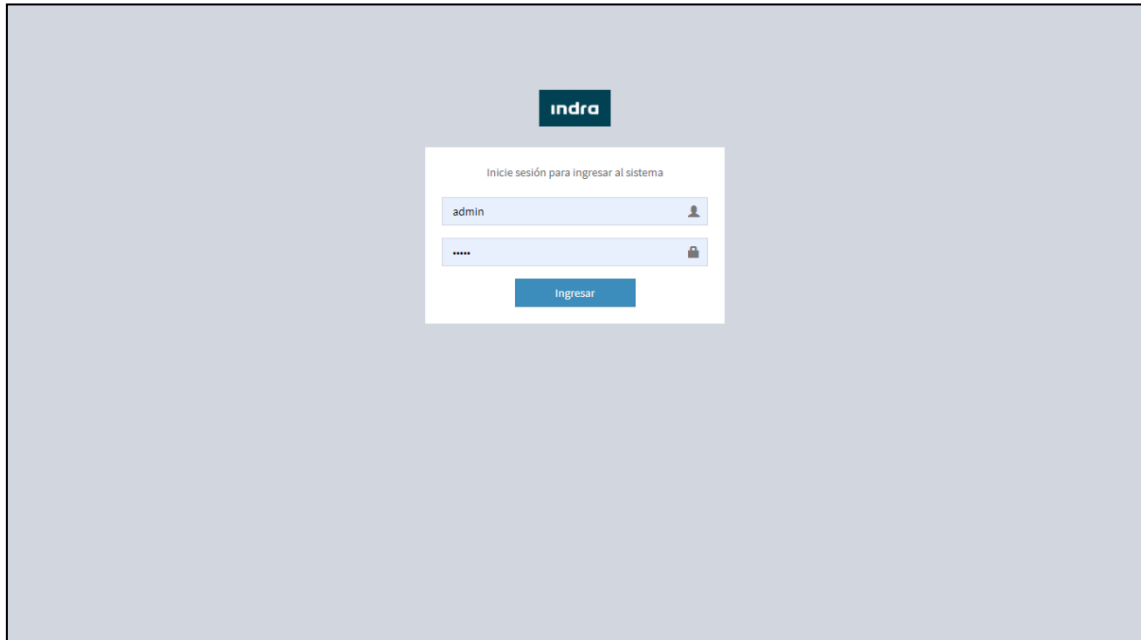 indra
Inicie sesión para ingresar al sistema
admin
•••••
Ingresar